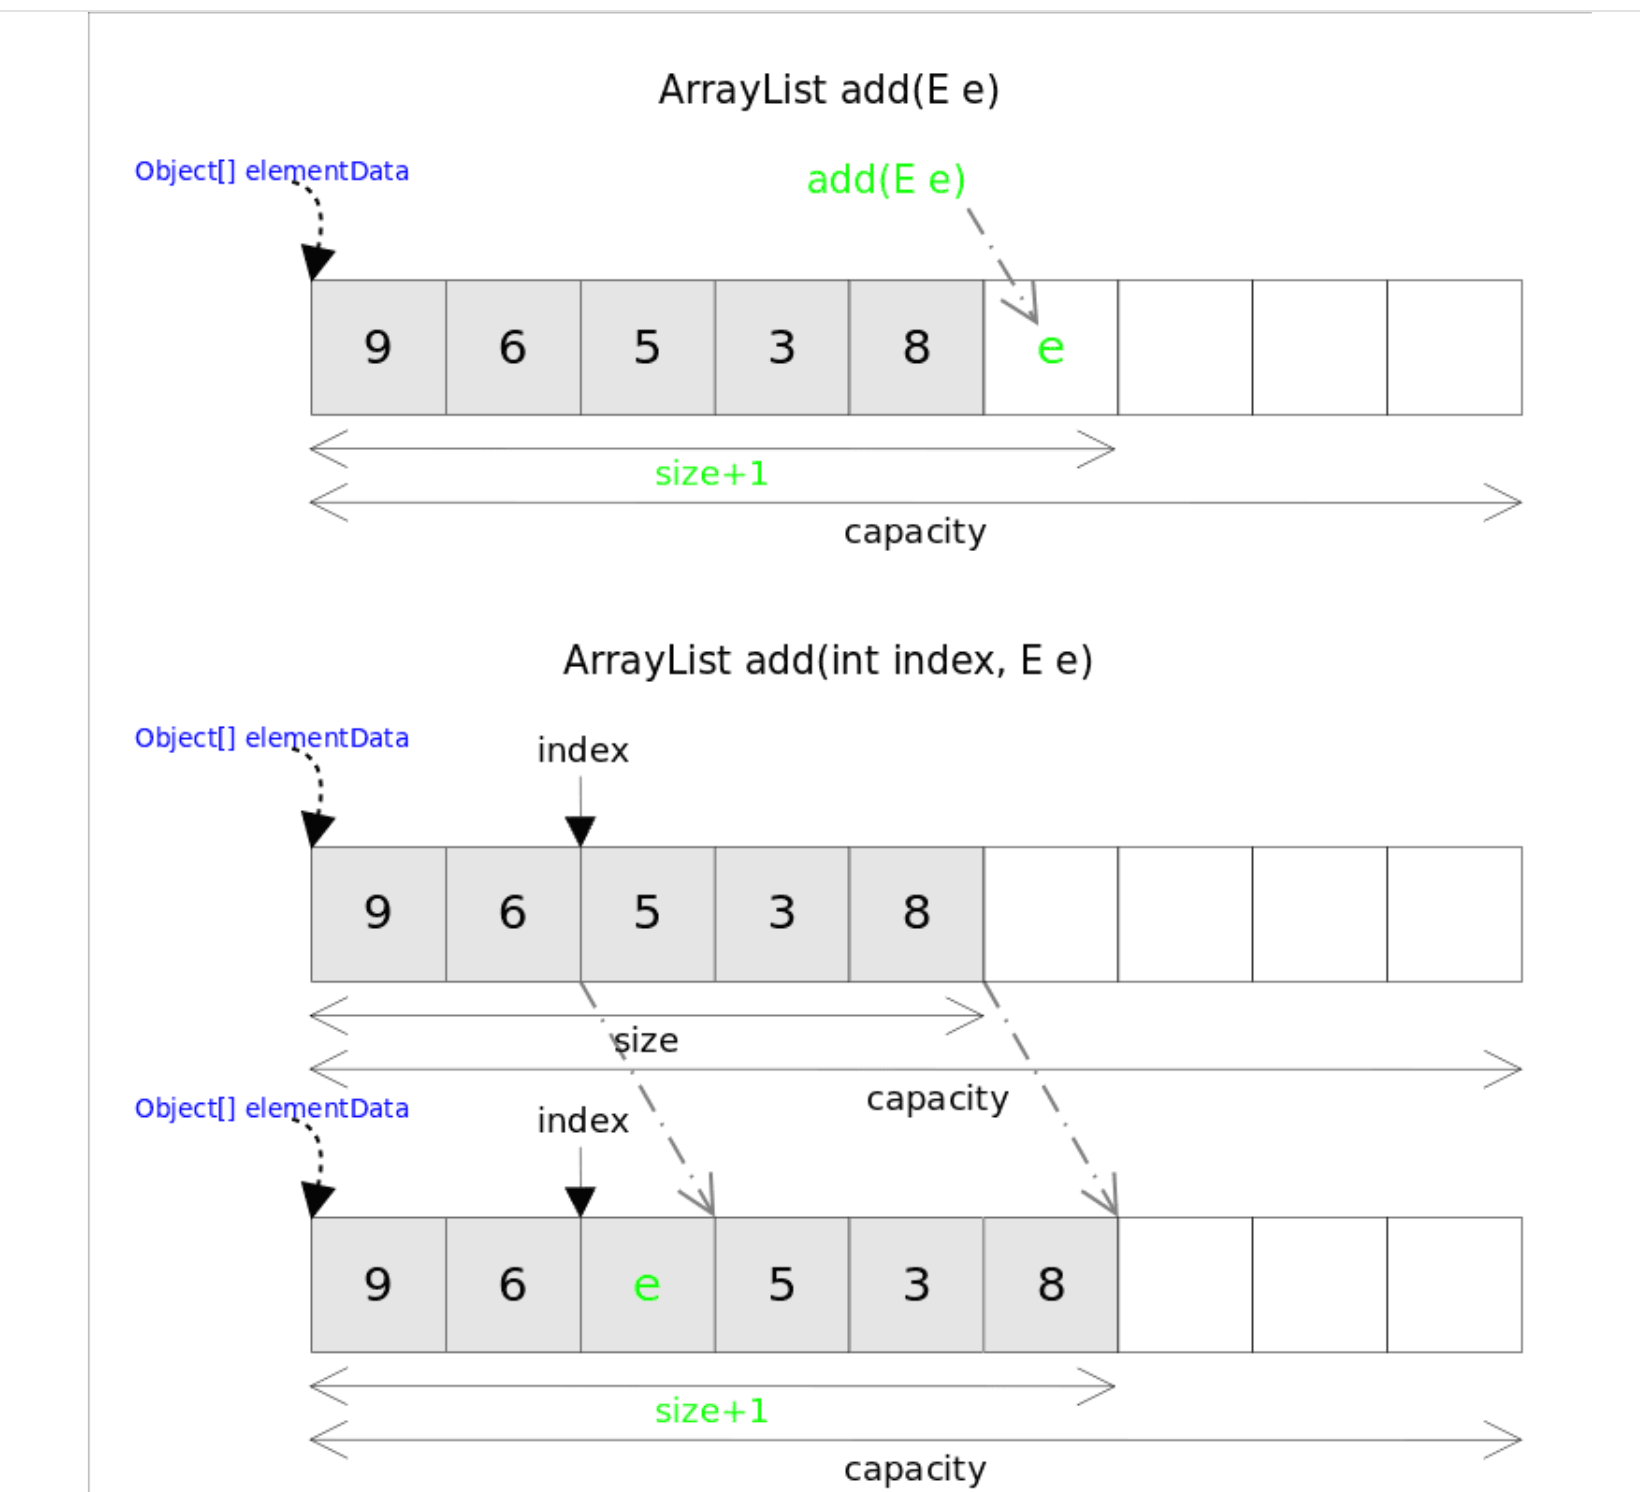 ArrayList add(E e)
Object[] elementData
add(E e)
9 6 5 3 8 e
size+1
capacity
ArrayList add(int index, E e)
Object[] elementData
index
9 6 5 3 8
size
capacity
Object[] elementData
index
9 6 e 5 3 8
size+1
capacity